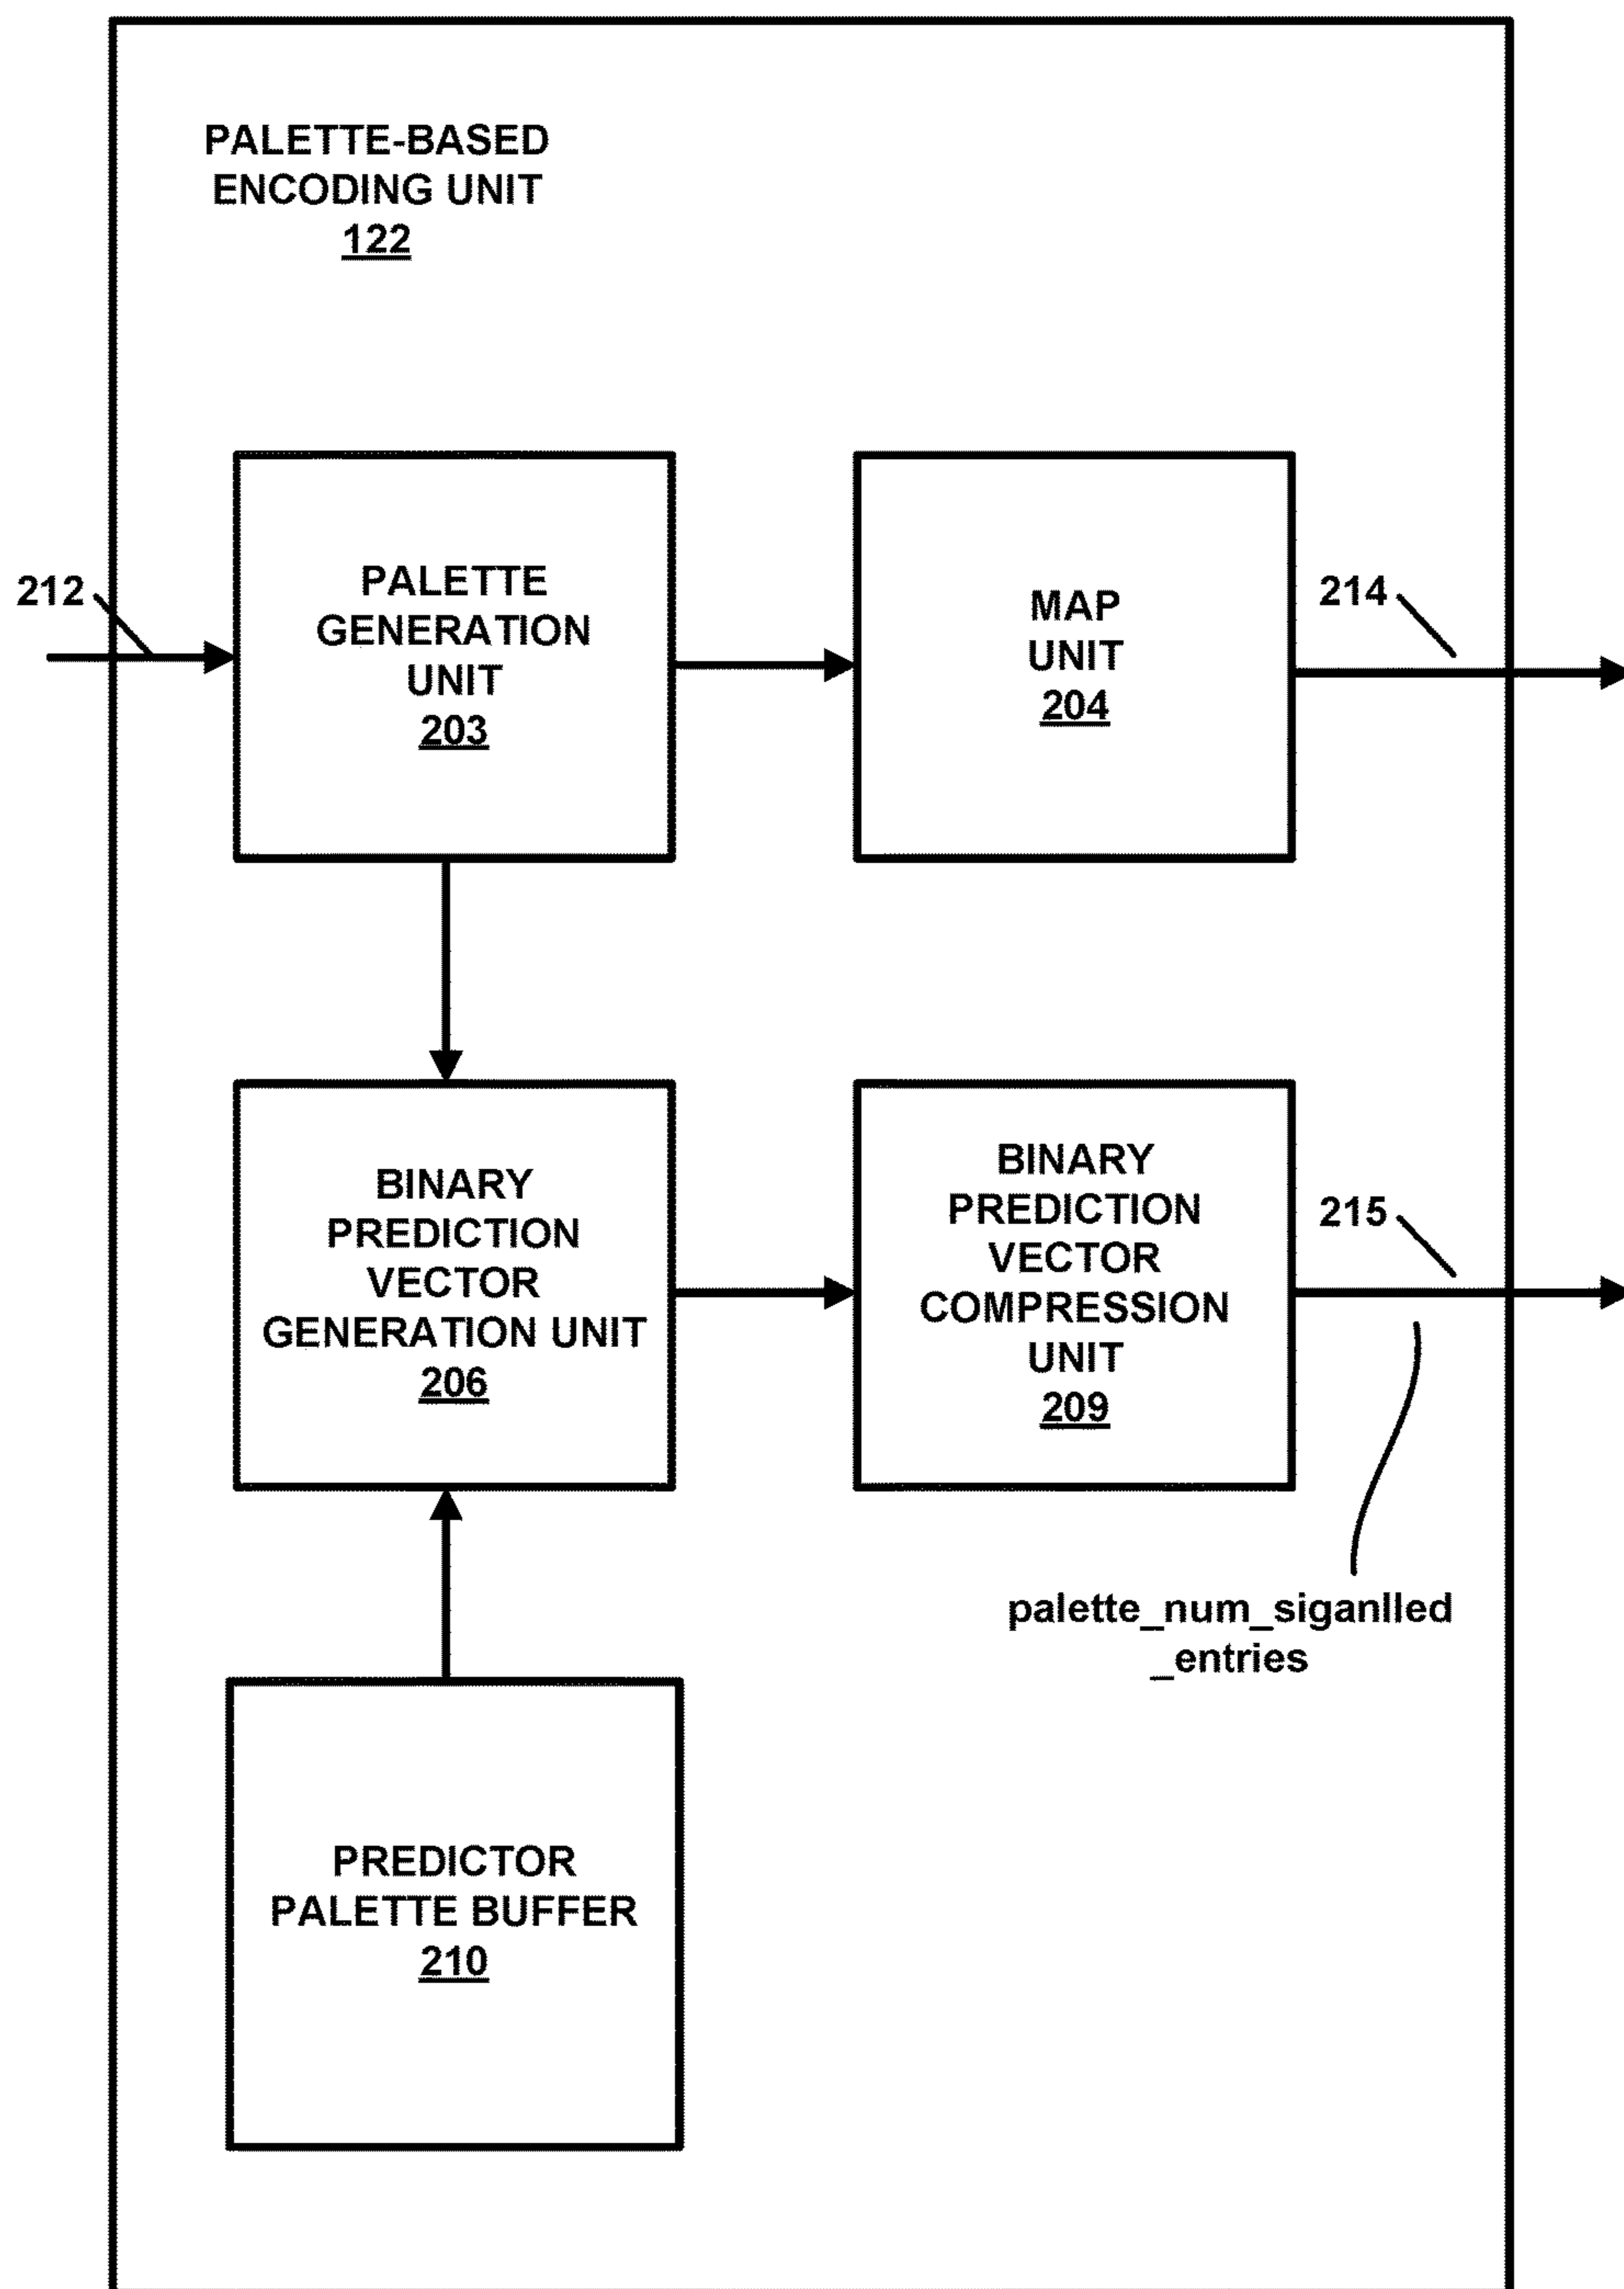 PALETTE-BASED
ENCODING UNIT
122
212
PALETTE
GENERATION
UNIT
203
MAP
UNIT
204
214
BINARY
PREDICTION
VECTOR
GENERATION UNIT
206
BINARY
PREDICTION
VECTOR
COMPRESSION
UNIT
209
215
palette_num_siganlled
_entries
PREDICTOR
PALETTE BUFFER
210